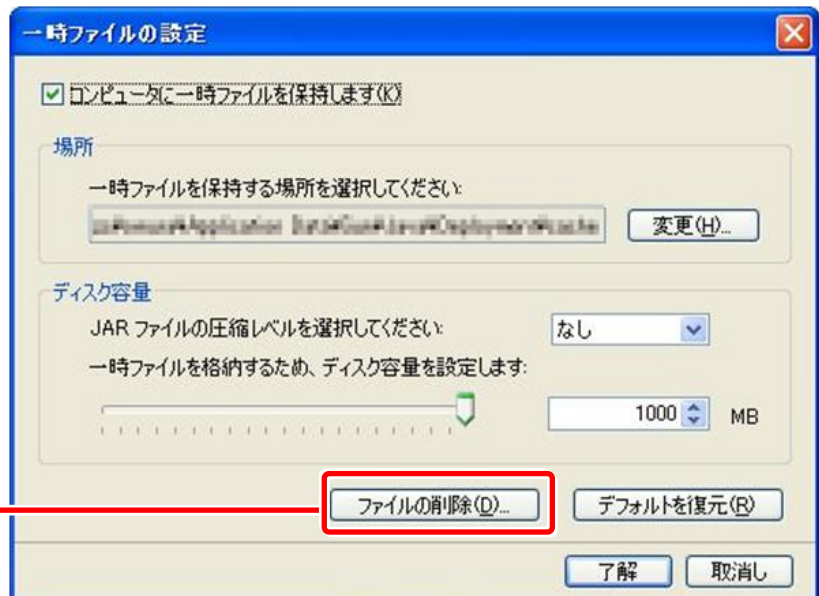 一時ファイルの設定
コンピュータに一時ファイルを保持します(K)
場所
一時ファイルを保持する場所を選択してください:
変更(H)...
ディスク容量
JAR ファイルの圧縮レベルを選択してください:
なし
一時ファイルを格納するため、ディスク容量を設定します:
1000 MB
ファイルの削除(D)... デフォルトを復元(R)
了解 取消し